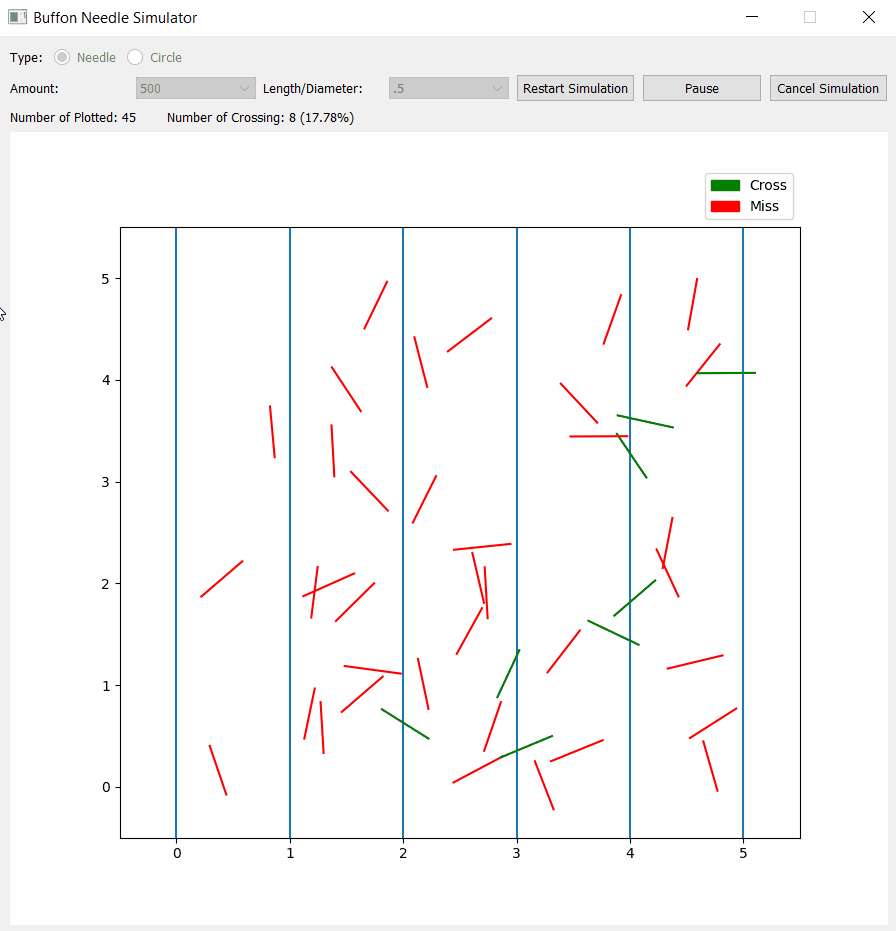 Buffon Needle Simulator
Type: Needle Circle
Amount: 500 Length/Diameter: .5 Restart Simulation Pause Cancel Simulation
Number of Plotted: 45 Number of Crossing: 8 (17.78%)
Cross
Miss
5
4
3
2
1
0
0 1 2 3 4 5